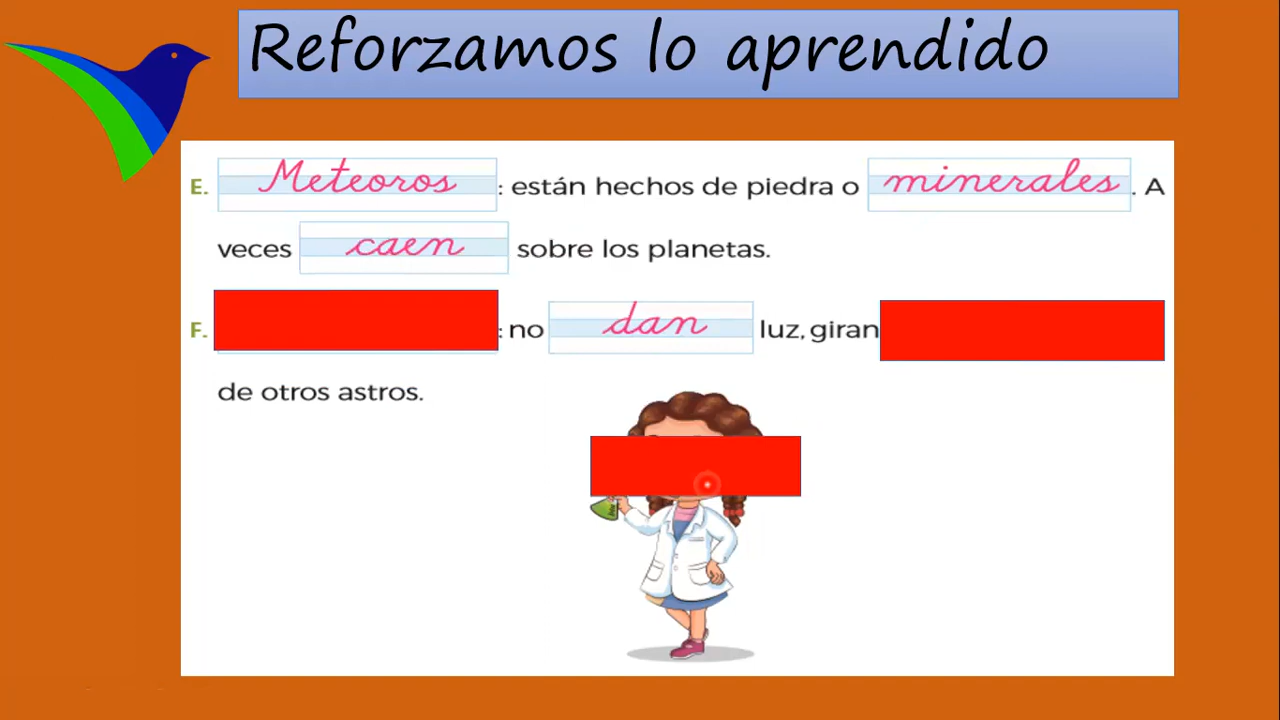 Reforzamos lo aprendido
E. Meteoros : están hechos de piedra o minerales. A
veces caen sobre los planetas.
F. : no dan luz, giran
de otros astros.